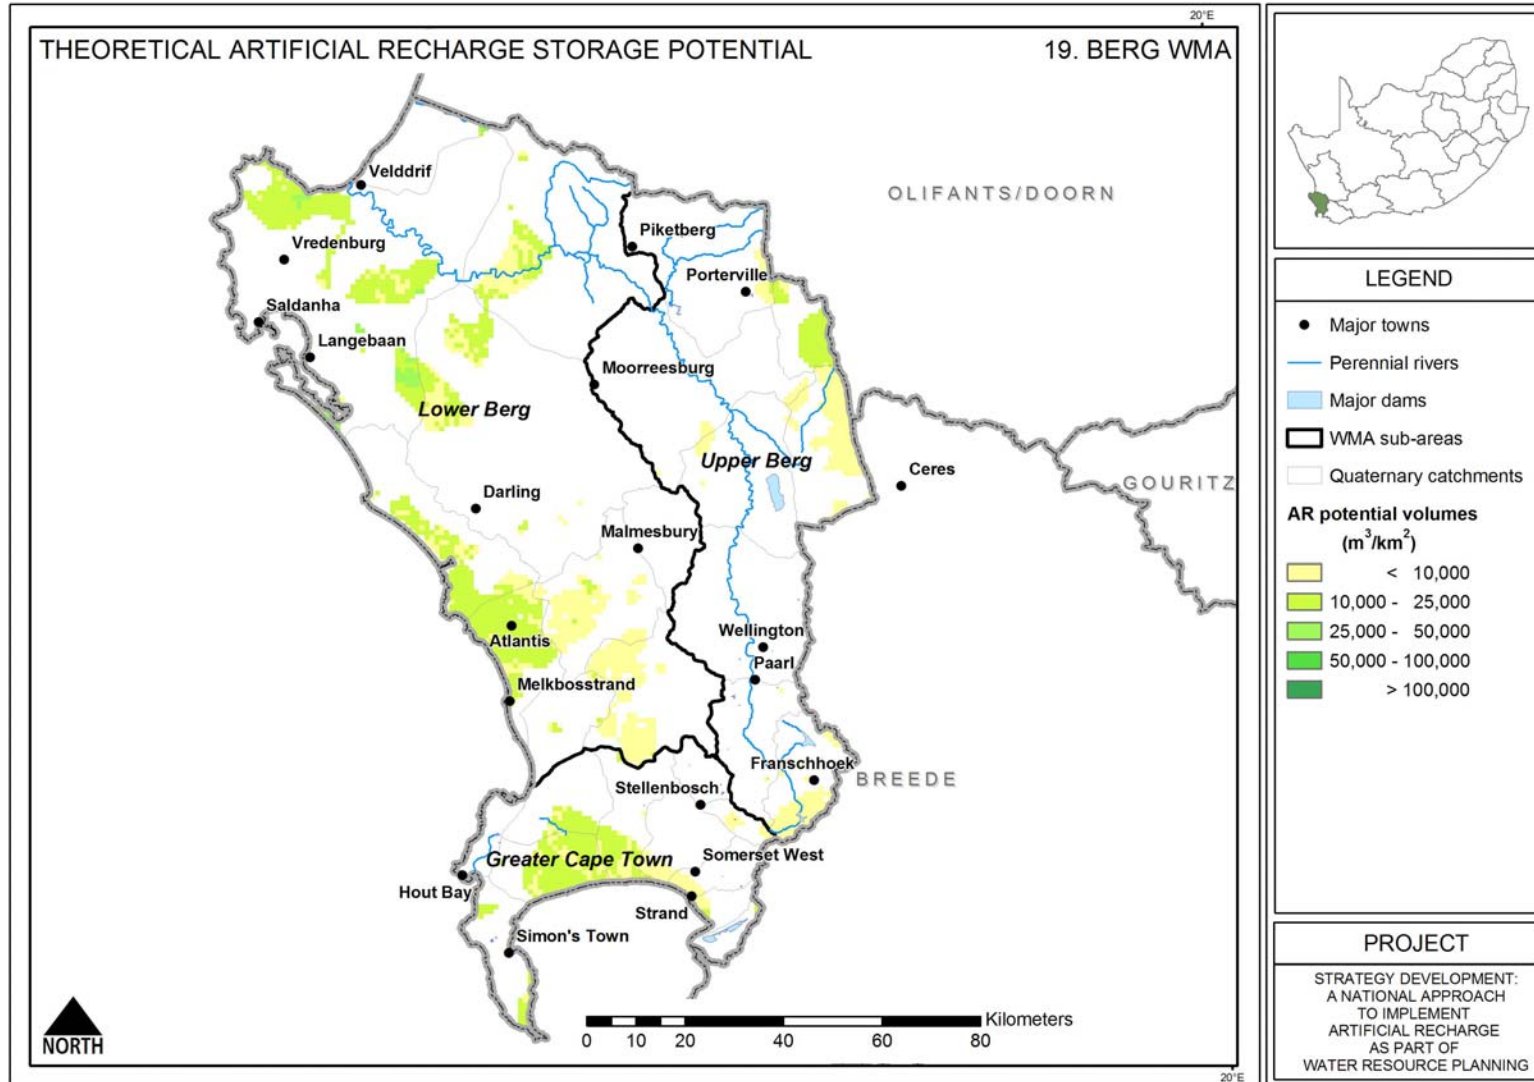 20°E
THEORETICAL ARTIFICIAL RECHARGE STORAGE POTENTIAL
19. BERG WMA
Velddrif
OLIFANTS/DOORN
Piketberg
Vredenburg
Porterville
Saldanha
Langebaan
Moorreesburg
Lower Berg
Upper Berg
Ceres
GOURITZ
Darling
Malmesbury
Atlantis
Wellington
Paarl
Melkbosstrand
Franschhoek
BREEDE
Stellenbosch
Greater Cape Town
Somerset West
Hout Bay
Strand
Simon's Town
NORTH
Kilometers
0 10 20 40 60 80
20°E
LEGEND
Major towns
Perennial rivers
Major dams
WMA sub-areas
Quaternary catchments
AR potential volumes
(m³/km²)
< 10,000
10,000 - 25,000
25,000 - 50,000
50,000 - 100,000
> 100,000
PROJECT
STRATEGY DEVELOPMENT:
A NATIONAL APPROACH
TO IMPLEMENT
ARTIFICIAL RECHARGE
AS PART OF
WATER RESOURCE PLANNING